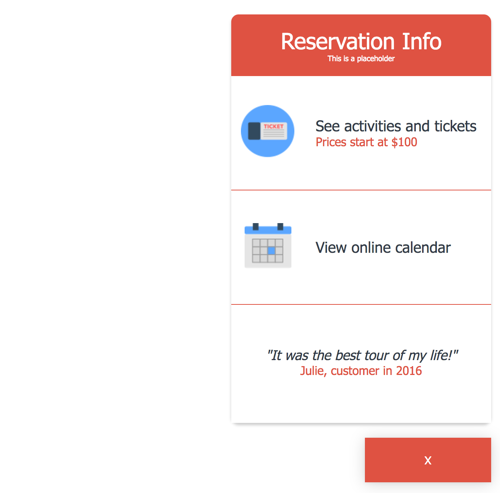 Reservation Info
This is a placeholder
TICKET
See activities and tickets
Prices start at $100
View online calendar
"It was the best tour of my life!"
Julie, customer in 2016
x